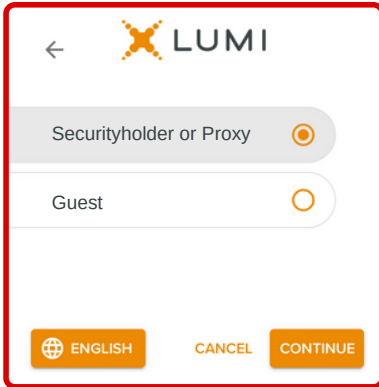 LUMI
Securityholder or Proxy
Guest
ENGLISH CANCEL CONTINUE